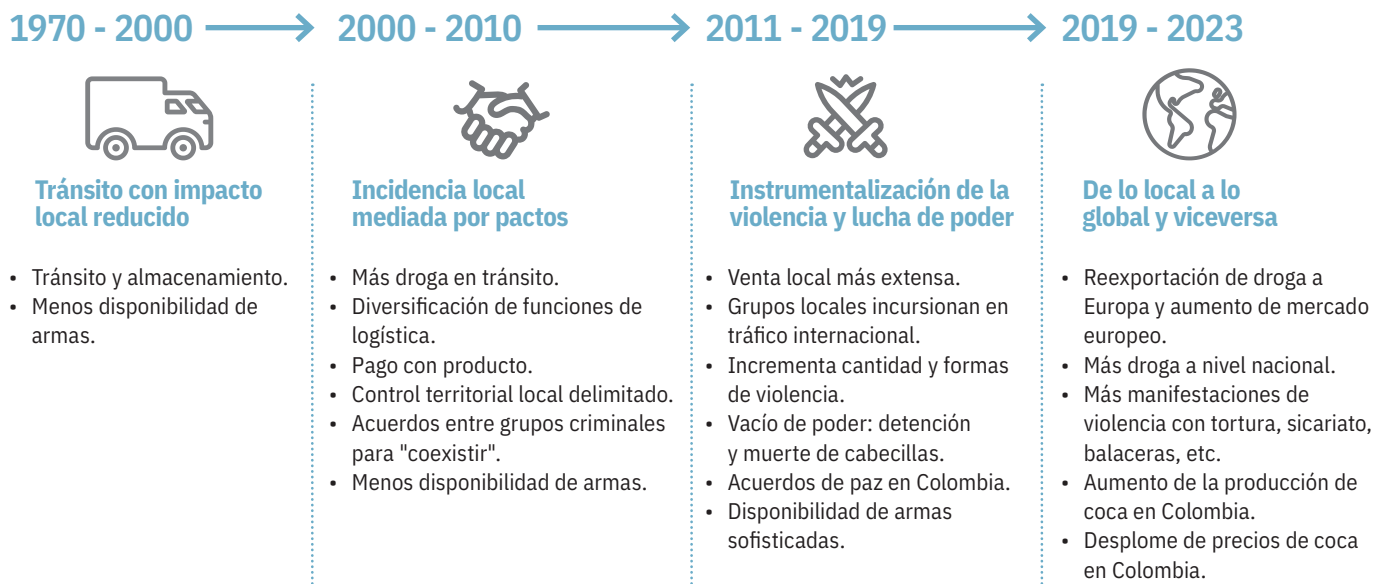 1970 - 2000
2000 - 2010
2011 - 2019
2019 - 2023
Tránsito con impacto
local reducido
• Tránsito y almacenamiento.
• Menos disponibilidad de
armas.
Incidencia local
mediada por pactos
• Más droga en tránsito.
• Diversificación de funciones de
logística.
• Pago con producto.
• Control territorial local delimitado.
• Acuerdos entre grupos criminales
para "coexistir".
• Menos disponibilidad de armas.
Instrumentalización de la
violencia y lucha de poder
• Venta local más extensa.
• Grupos locales incursionan en
tráfico internacional.
• Incrementa cantidad y formas
de violencia.
• Vacío de poder: detención
y muerte de cabecillas.
• Acuerdos de paz en Colombia.
• Disponibilidad de armas
sofisticadas.
De lo local a lo
global y viceversa
• Reexportación de droga a
Europa y aumento de mercado
europeo.
• Más droga a nivel nacional.
• Más manifestaciones de
violencia con tortura, sicariato,
balaceras, etc.
• Aumento de la producción de
coca en Colombia.
• Desplome de precios de coca
en Colombia.